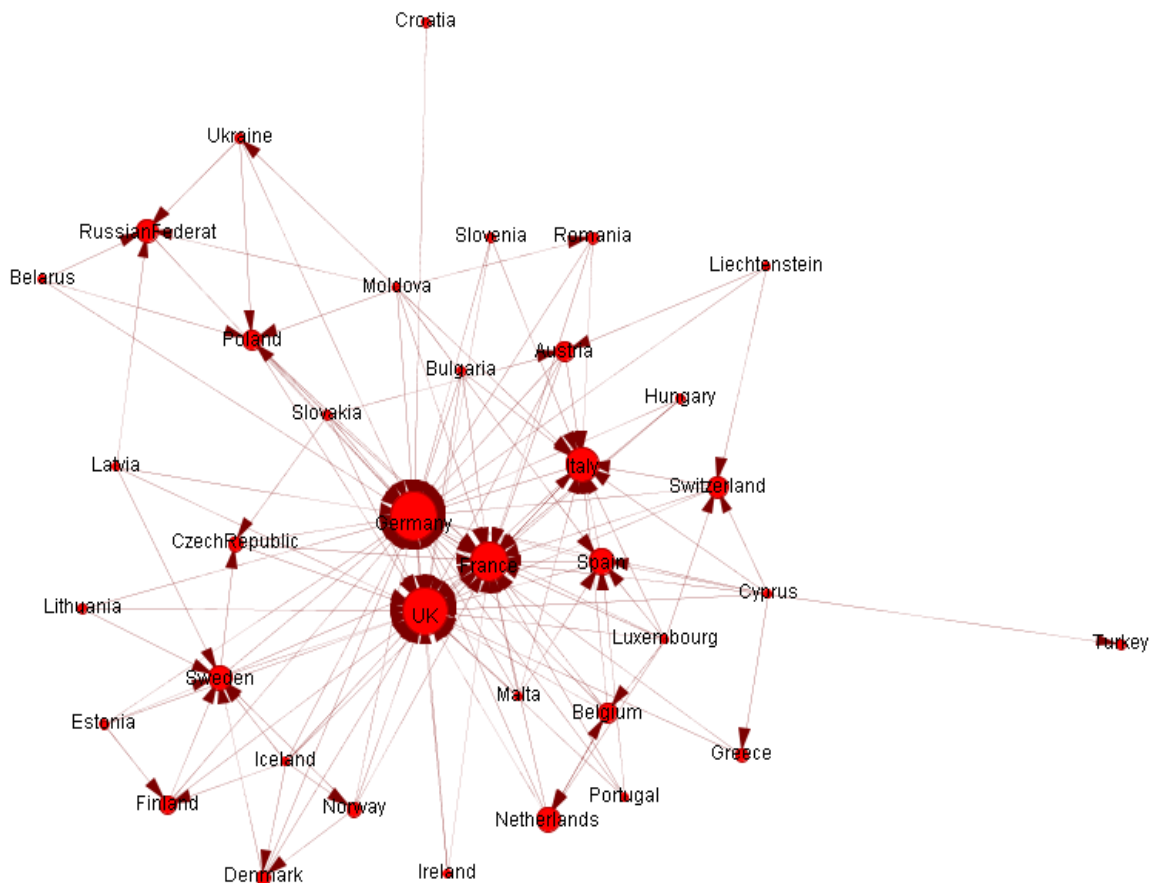 Croatia
Ukraine
RussianFederat
Slovenia
Romania
Liechtenstein
Belarus
Moldova
Poland
Austria
Bulgaria
Hungary
Slovakia
Latvia
Italy
Switzerland
Germany
CzechRepublic
France
Spain
Cyprus
Lithuania
UK
Luxembourg
Turkey
Sweden
Malta
Belgium
Estonia
Greece
Iceland
Portugal
Finland
Norway
Netherlands
Denmark
Ireland